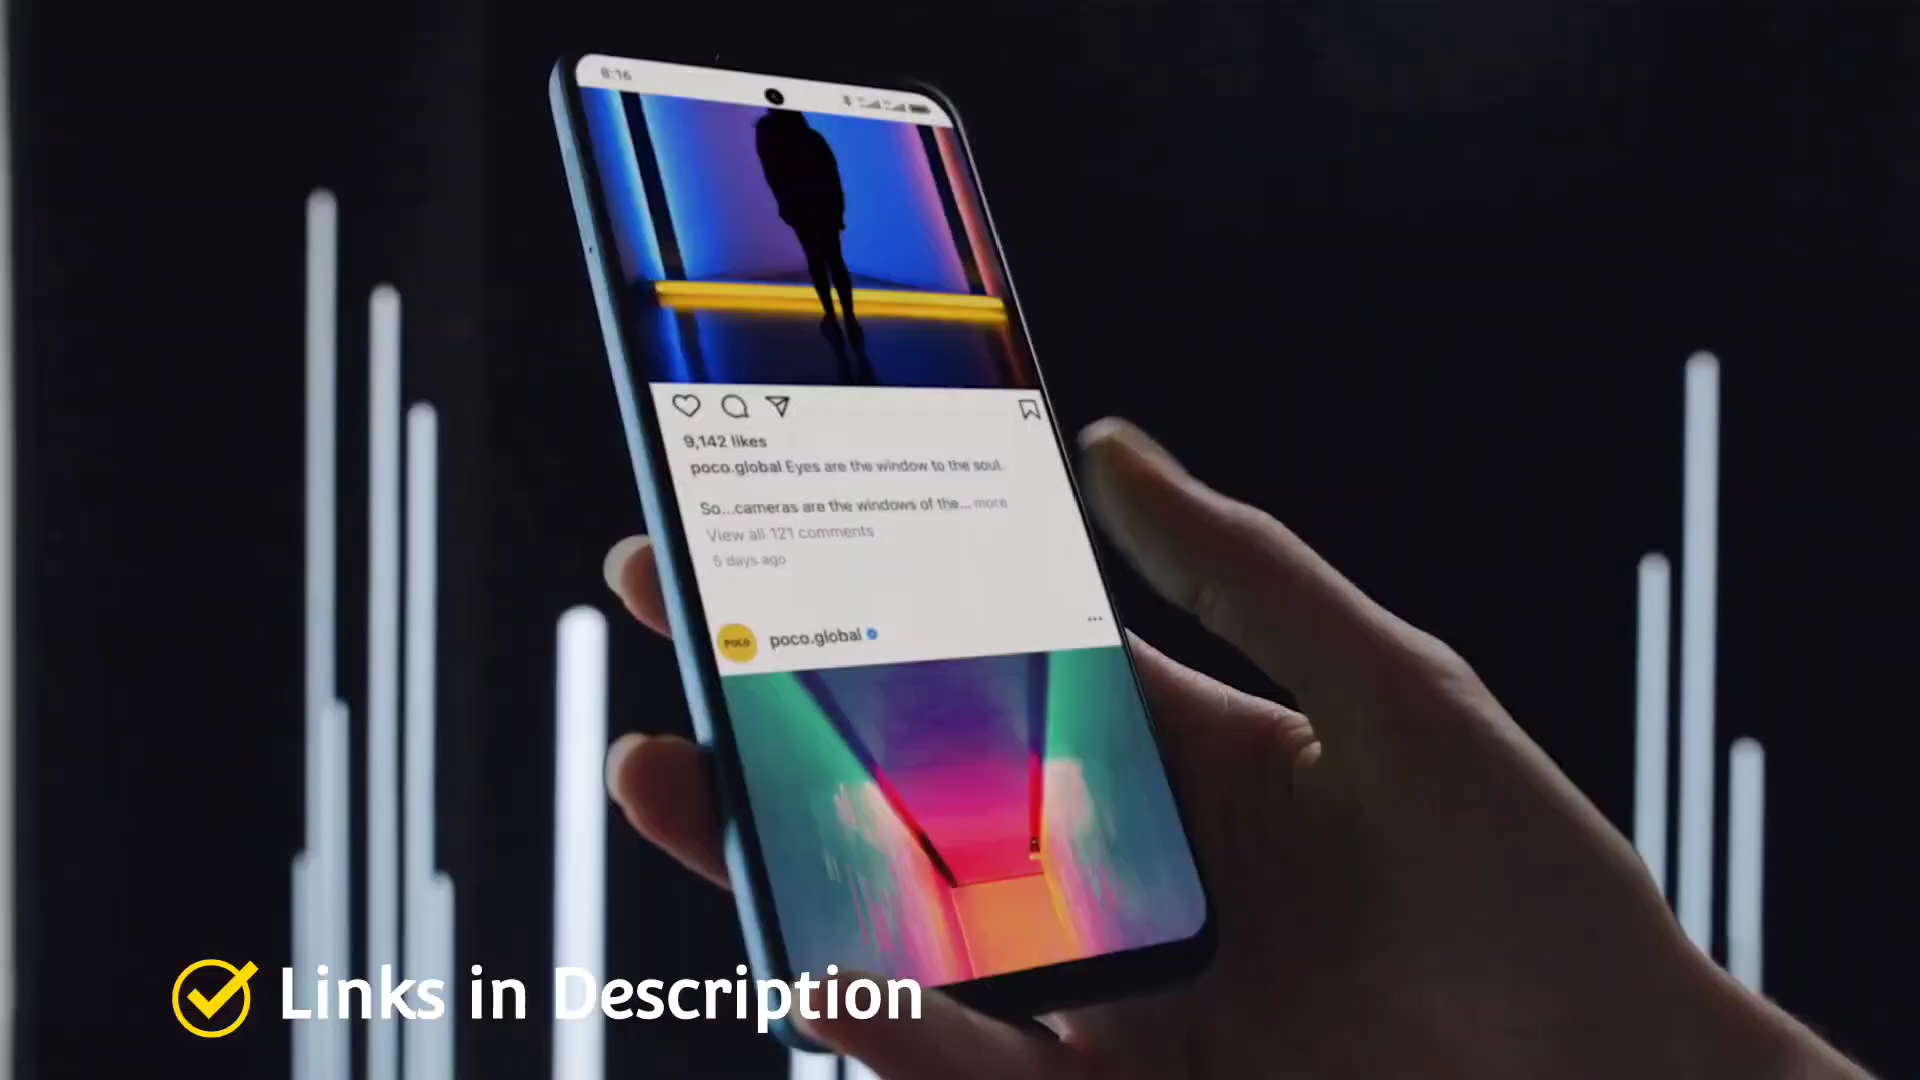 8:16
9,142 likes
poco.global Eyes are the window to the soul.
So...cameras are the windows of the... more
View all 121 comments
5 days ago
POCO poco.global
Links in Description